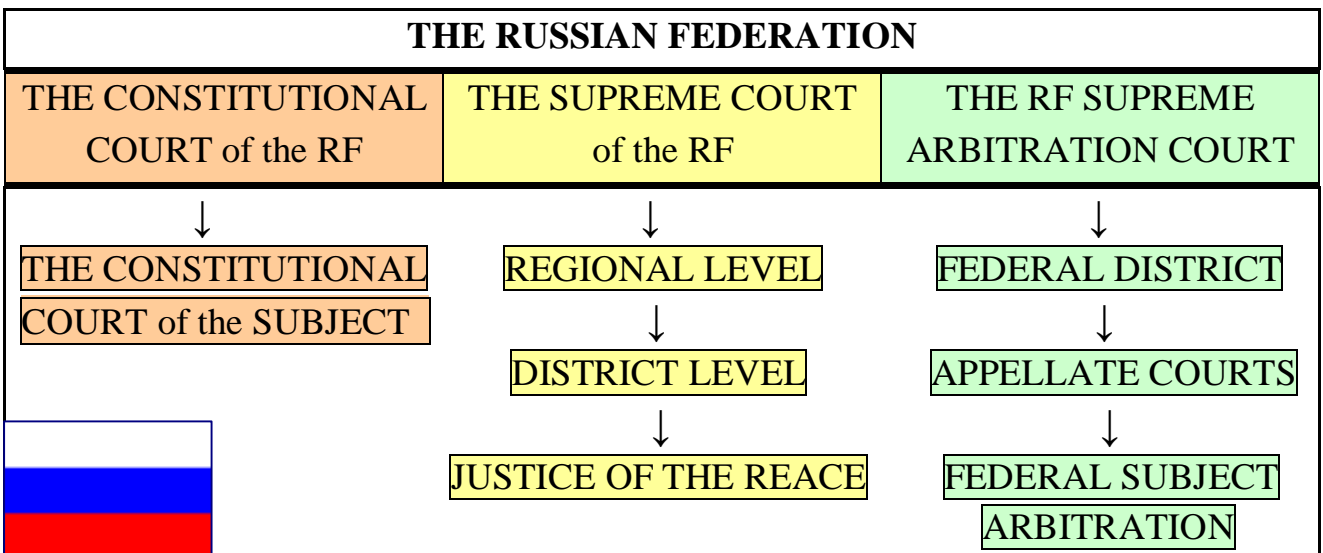 THE RUSSIAN FEDERATION
THE CONSTITUTIONAL
COURT of the RF
THE SUPREME COURT
of the RF
THE RF SUPREME
ARBITRATION COURT
↓
↓
↓
THE CONSTITUTIONAL
COURT of the SUBJECT
REGIONAL LEVEL
↓
DISTRICT LEVEL
↓
JUSTICE OF THE REACE
FEDERAL DISTRICT
↓
APPELLATE COURTS
↓
FEDERAL SUBJECT
ARBITRATION